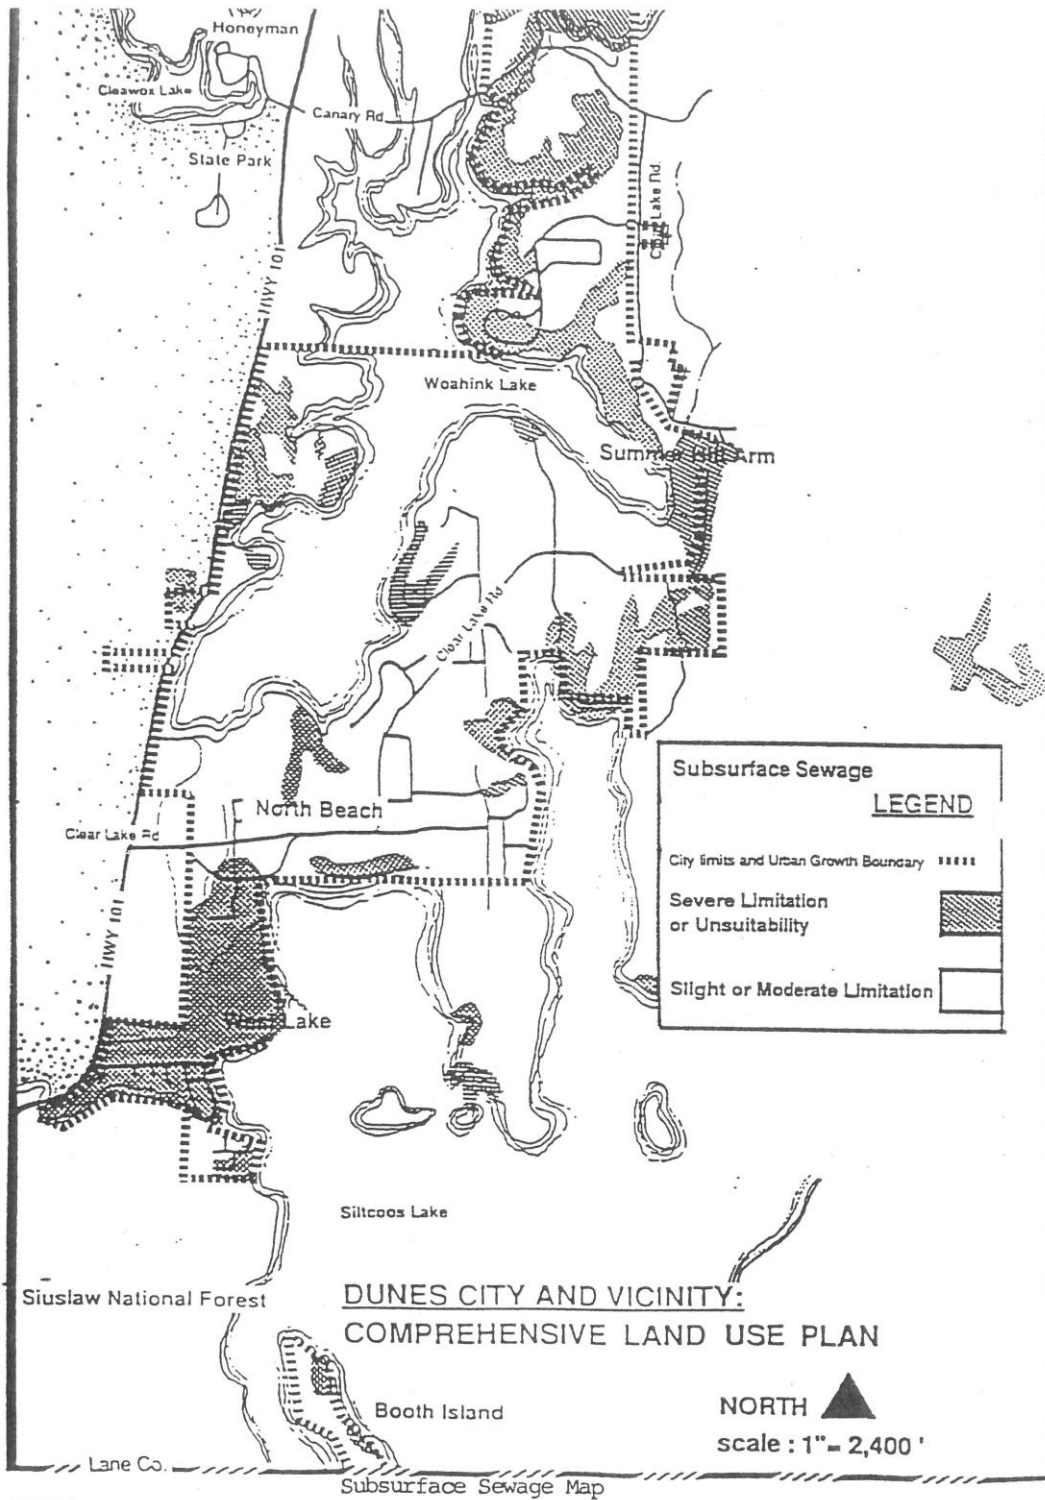 Honeyman
Cleawox Lake
Canary Rd
State Park
HWY 101
Woahink Lake
Clear Lake Rd
North Beach
Clear Lake Rd
HWY 101
Lake
Subsurface Sewage
LEGEND
City limits and Urban Growth Boundary
Severe Limitation
or Unsuitability
Slight or Moderate Limitation
Siltcoos Lake
Siuslaw National Forest
DUNES CITY AND VICINITY:
COMPREHENSIVE LAND USE PLAN
Booth Island
NORTH
scale : 1"= 2,400 '
Lane Co.
Subsurface Sewage Map